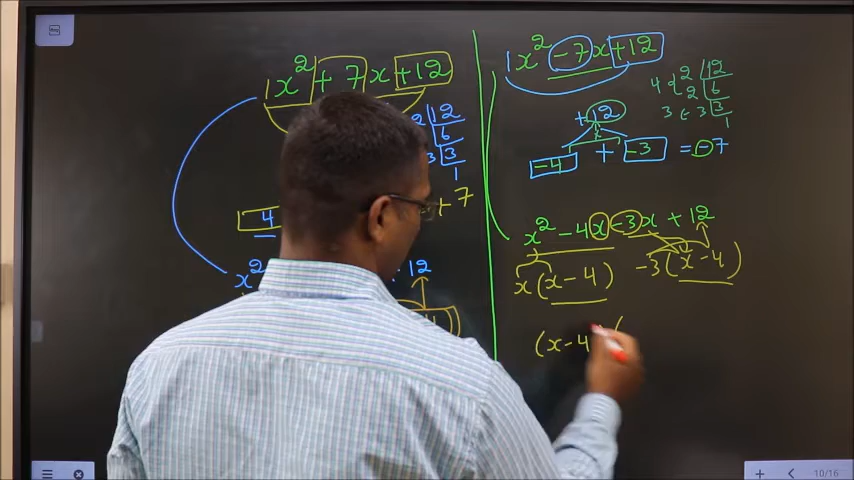 1x² + 7x + 12
2 | 12
6
3 | 3
1
+ 7
4
x²
12
1x² - 7x + 12
4 < 2 | 12
2 | 6
3 < 3 | 3
1
+12
x
-4 + -3 = -7
x² - 4x - 3x + 12
x(x-4) -3(x-4)
(x-4) (
10/16